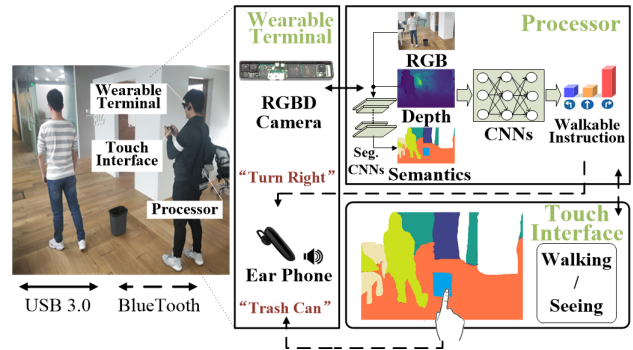 Wearable
Terminal
Touch
Interface
Processor
USB 3.0
BlueTooth
Wearable
Terminal
RGBD
Camera
“Turn Right”
Ear Phone
“Trash Can”
Processor
RGB
Depth
Seg.
CNNs
Semantics
CNNs
Walkable
Instruction
Touch
Interface
Walking
/
Seeing